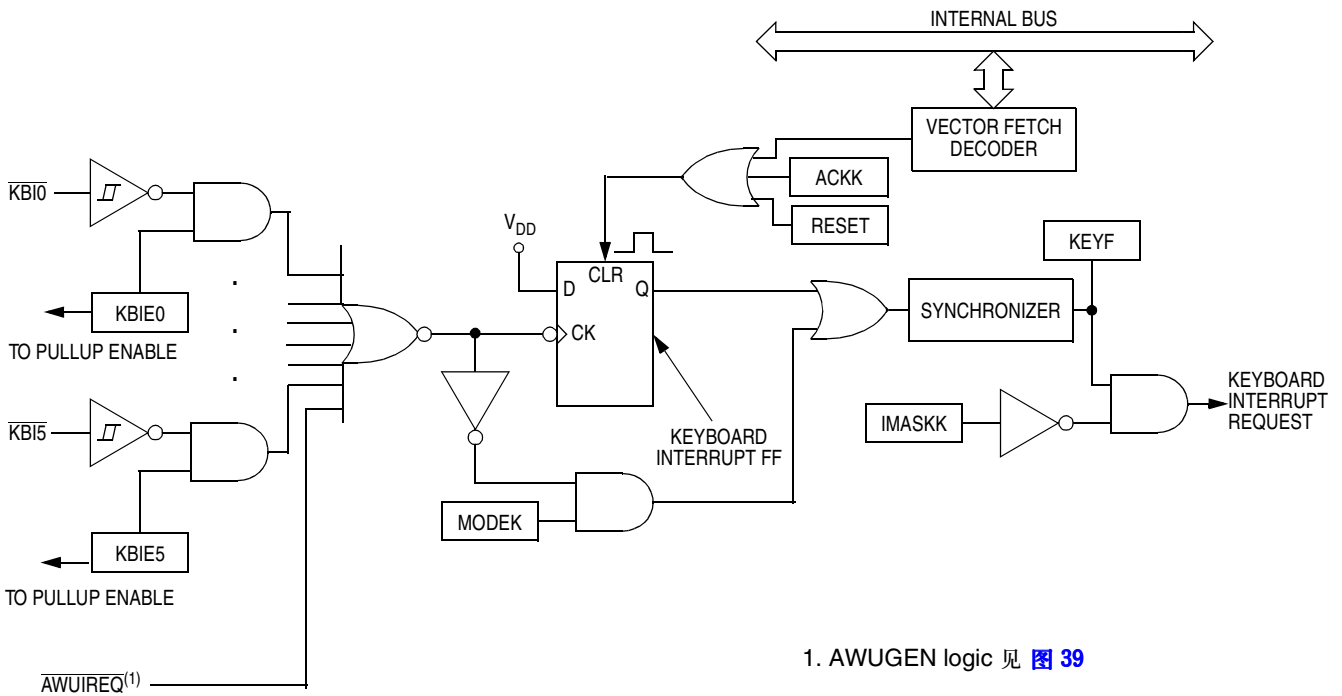 INTERNAL BUS
VECTOR FETCH
DECODER
ACKK
RESET
KBI0
VDD
CLR
D
Q
CK
KEYF
KBIE0
TO PULLUP ENABLE
SYNCHRONIZER
KBI5
KEYBOARD
INTERRUPT FF
IMASKK
KEYBOARD
INTERRUPT
REQUEST
MODEK
KBIE5
TO PULLUP ENABLE
AWUIREQ(1)
1. AWUGEN logic 见 图 39